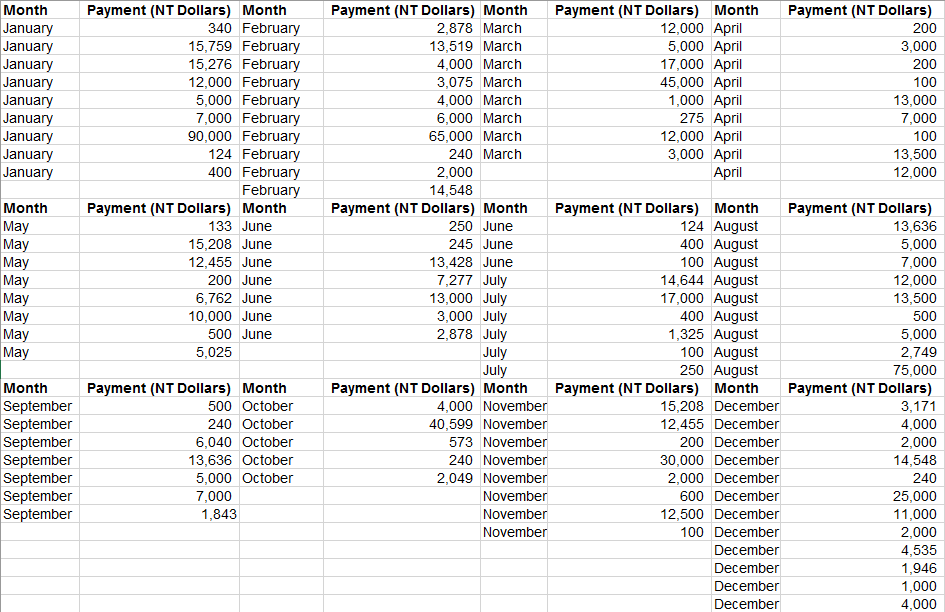 Month Payment (NT Dollars) Month Payment (NT Dollars) Month Payment (NT Dollars) Month Payment (NT Dollars)
January 340 February 2,878 March 12,000 April 200
January 15,759 February 13,519 March 5,000 April 3,000
January 15,276 February 4,000 March 17,000 April 200
January 12,000 February 3,075 March 45,000 April 100
January 5,000 February 4,000 March 1,000 April 13,000
January 7,000 February 6,000 March 275 April 7,000
January 90,000 February 65,000 March 12,000 April 100
January 124 February 240 March 3,000 April 13,500
January 400 February 2,000 April 12,000
February 14,548
Month Payment (NT Dollars) Month Payment (NT Dollars) Month Payment (NT Dollars) Month Payment (NT Dollars)
May 133 June 250 June 124 August 13,636
May 15,208 June 245 June 400 August 5,000
May 12,455 June 13,428 June 100 August 7,000
May 200 June 7,277 July 14,644 August 12,000
May 6,762 June 13,000 July 17,000 August 13,500
May 10,000 June 3,000 July 400 August 500
May 500 June 2,878 July 1,325 August 5,000
May 5,025 July 100 August 2,749
July 250 August 75,000
Month Payment (NT Dollars) Month Payment (NT Dollars) Month Payment (NT Dollars) Month Payment (NT Dollars)
September 500 October 4,000 November 15,208 December 3,171
September 240 October 40,599 November 12,455 December 4,000
September 6,040 October 573 November 200 December 2,000
September 13,636 October 240 November 30,000 December 14,548
September 5,000 October 2,049 November 2,000 December 240
September 7,000 November 600 December 25,000
September 1,843 November 12,500 December 11,000
November 100 December 2,000
December 4,535
December 1,946
December 1,000
December 4,000